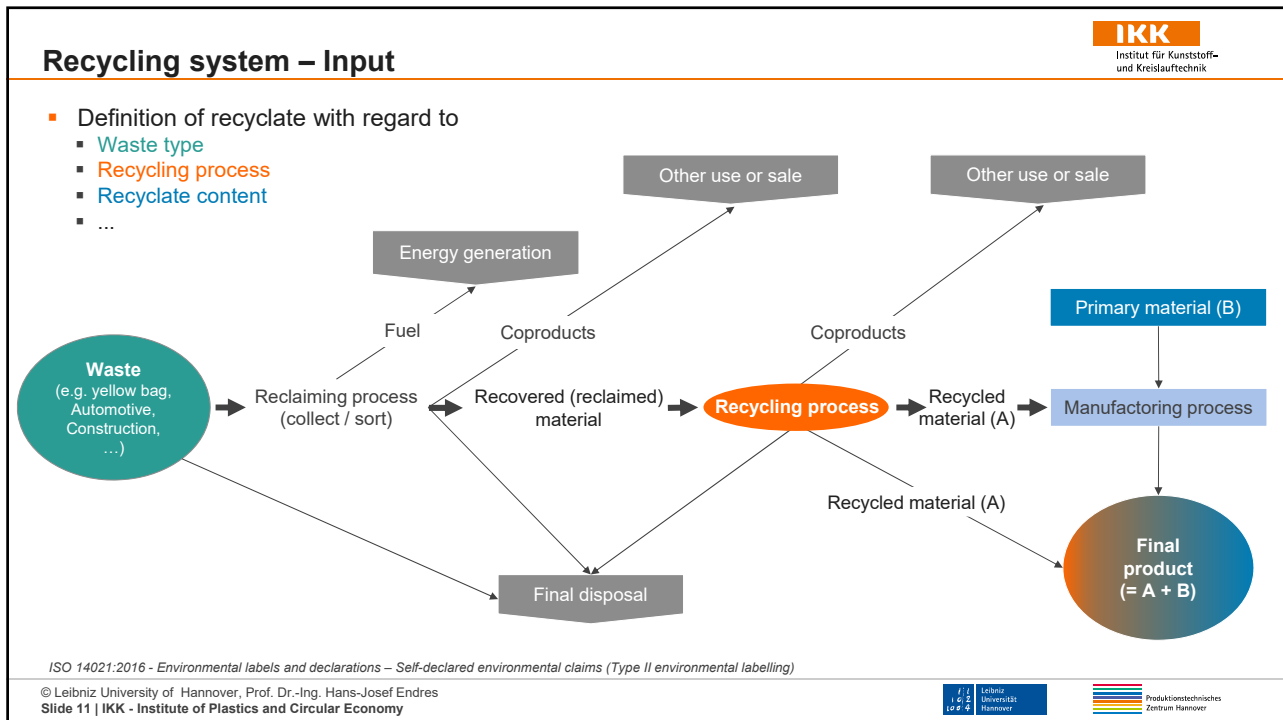 Recycling system – Input
IKK
Institut für Kunststoff-
und Kreislauftechnik
▪ Definition of recyclate with regard to
▪ Waste type
▪ Recycling process
▪ Recyclate content
▪ ...
Other use or sale
Other use or sale
Energy generation
Primary material (B)
Fuel
Coproducts
Coproducts
Waste
(e.g. yellow bag,
Automotive,
Construction,
…)
Reclaiming process
(collect / sort)
Recovered (reclaimed)
material
Recycling process
Recycled
material (A)
Manufactoring process
Recycled material (A)
Final
product
(= A + B)
Final disposal
ISO 14021:2016 - Environmental labels and declarations – Self-declared environmental claims (Type II environmental labelling)
© Leibniz University of Hannover, Prof. Dr.-Ing. Hans-Josef Endres
Slide 11 | IKK - Institute of Plastics and Circular Economy
Leibniz
Universität
Hannover
Produktionstechnisches
Zentrum Hannover